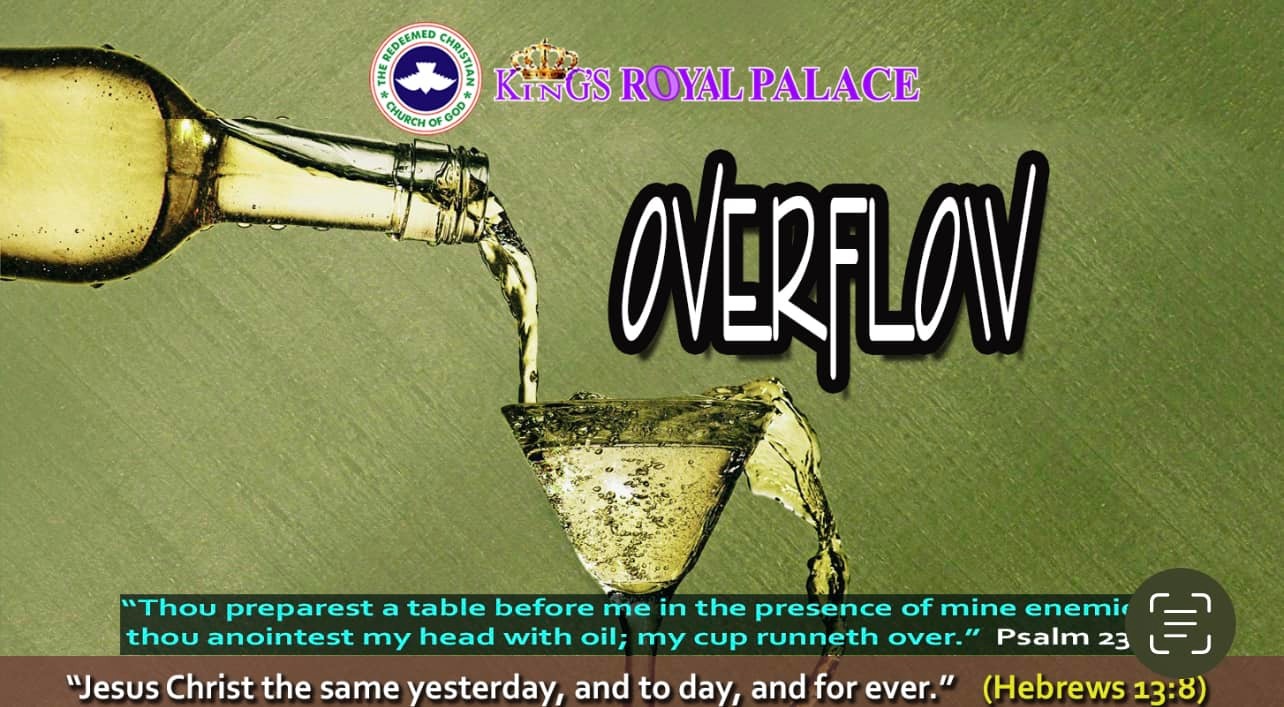 THE REDEEMED CHRISTIAN
CHURCH OF GOD
KING'S ROYAL PALACE
OVERFLOW
“Thou preparest a table before me in the presence of mine
thou anointest my head with oil; my cup runneth over.” Psalm
“Jesus Christ the same yesterday, and to day, and for ever.” (Hebrews 13:8)